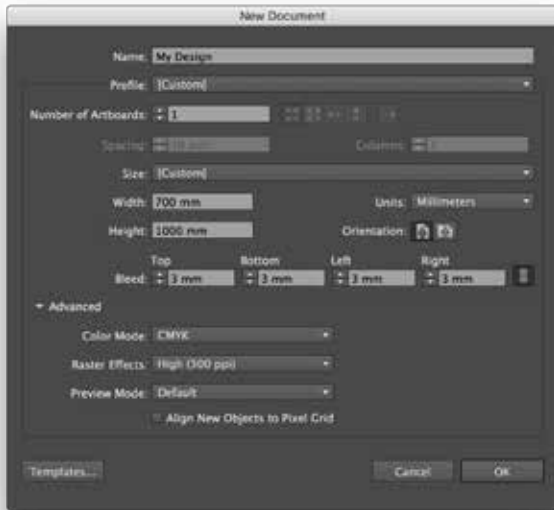 New Document
Name: My Design
Profile: [Custom]
Number of Artboards: 1
Spacing: Columns:
Size: [Custom]
Width: 700 mm Units: Millimeters
Height: 1000 mm Orientation:
Top Bottom Left Right
Bleed: 3 mm 3 mm 3 mm 3 mm
Advanced
Color Mode: CMYK
Raster Effects: High (300 ppi)
Preview Mode: Default
Align New Objects to Pixel Grid
Templates... Cancel OK